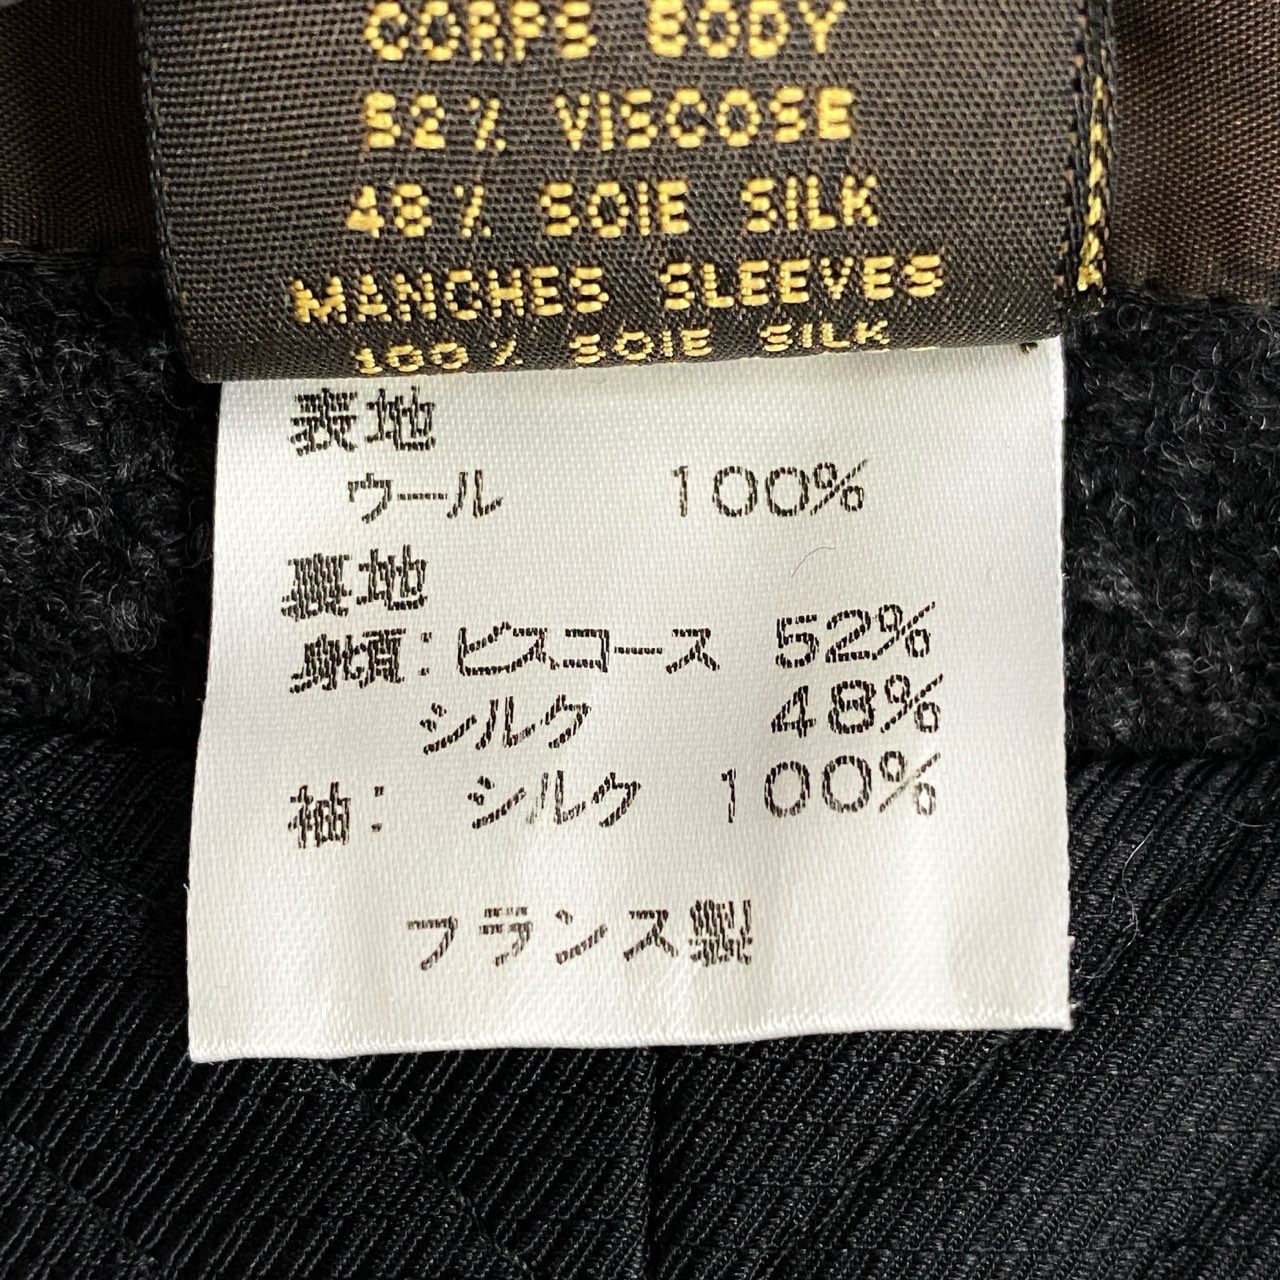 CORPS BODY
52% VISCOSE
48% SOIE SILK
MANCHES SLEEVES
100% SOIE SILK
表地
ウール 100%
裏地
身頃: ビスコース 52%
シルク 48%
袖: シルク 100%
フランス製